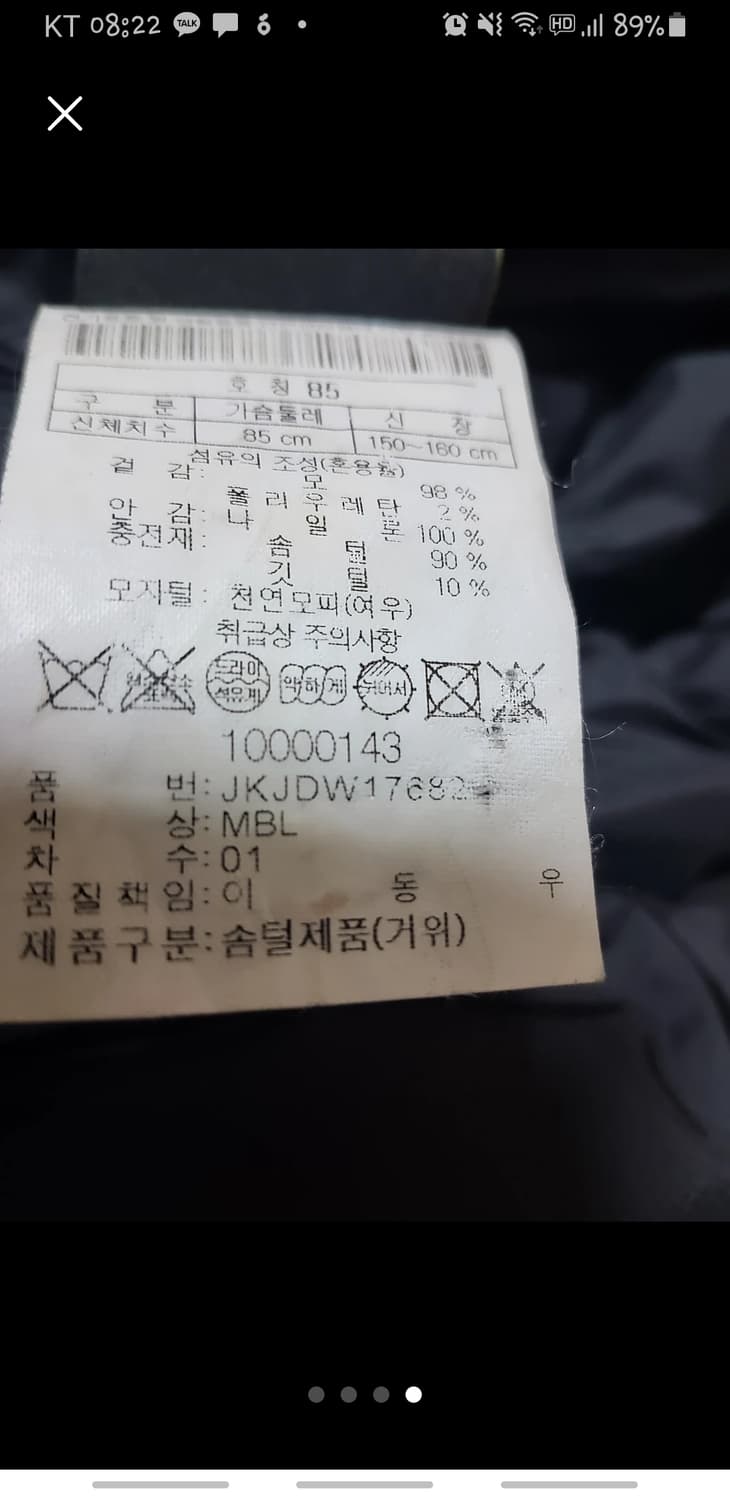 KT 08:22 TALK HD 89%
호 칭 85
구 분 가슴둘레 신 장
신체치수 85 cm 150~160 cm
섬유의 조성(혼용율)
겉 감: 모 98 %
폴 리 우 레 탄 2 %
안 감: 나 일 론 100 %
충전재: 솜 털 90 %
깃 털 10 %
모자털: 천연모피(여우)
취급상 주의사항
드라이 석유계 약하게 뉘어서
10000143
품 번: JKJDW17682
색 상: MBL
차 수: 01
품 질 책 임: 이 동 우
제 품 구 분: 솜털제품(거위)